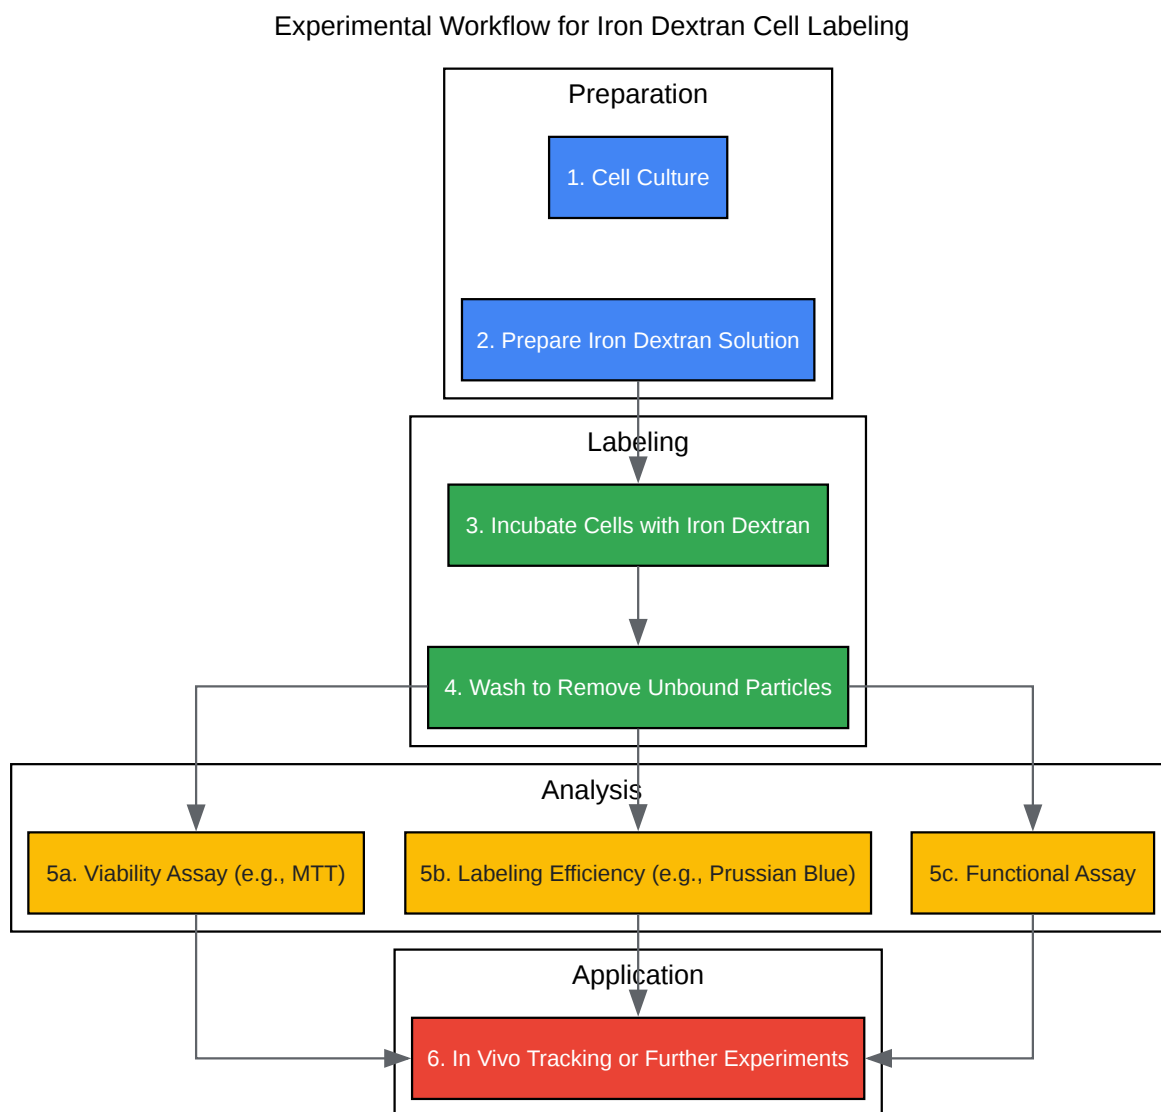 Experimental Workflow for Iron Dextran Cell Labeling
Preparation
1. Cell Culture
2. Prepare Iron Dextran Solution
Labeling
3. Incubate Cells with Iron Dextran
4. Wash to Remove Unbound Particles
Analysis
5a. Viability Assay (e.g., MTT)
5b. Labeling Efficiency (e.g., Prussian Blue)
5c. Functional Assay
Application
6. In Vivo Tracking or Further Experiments